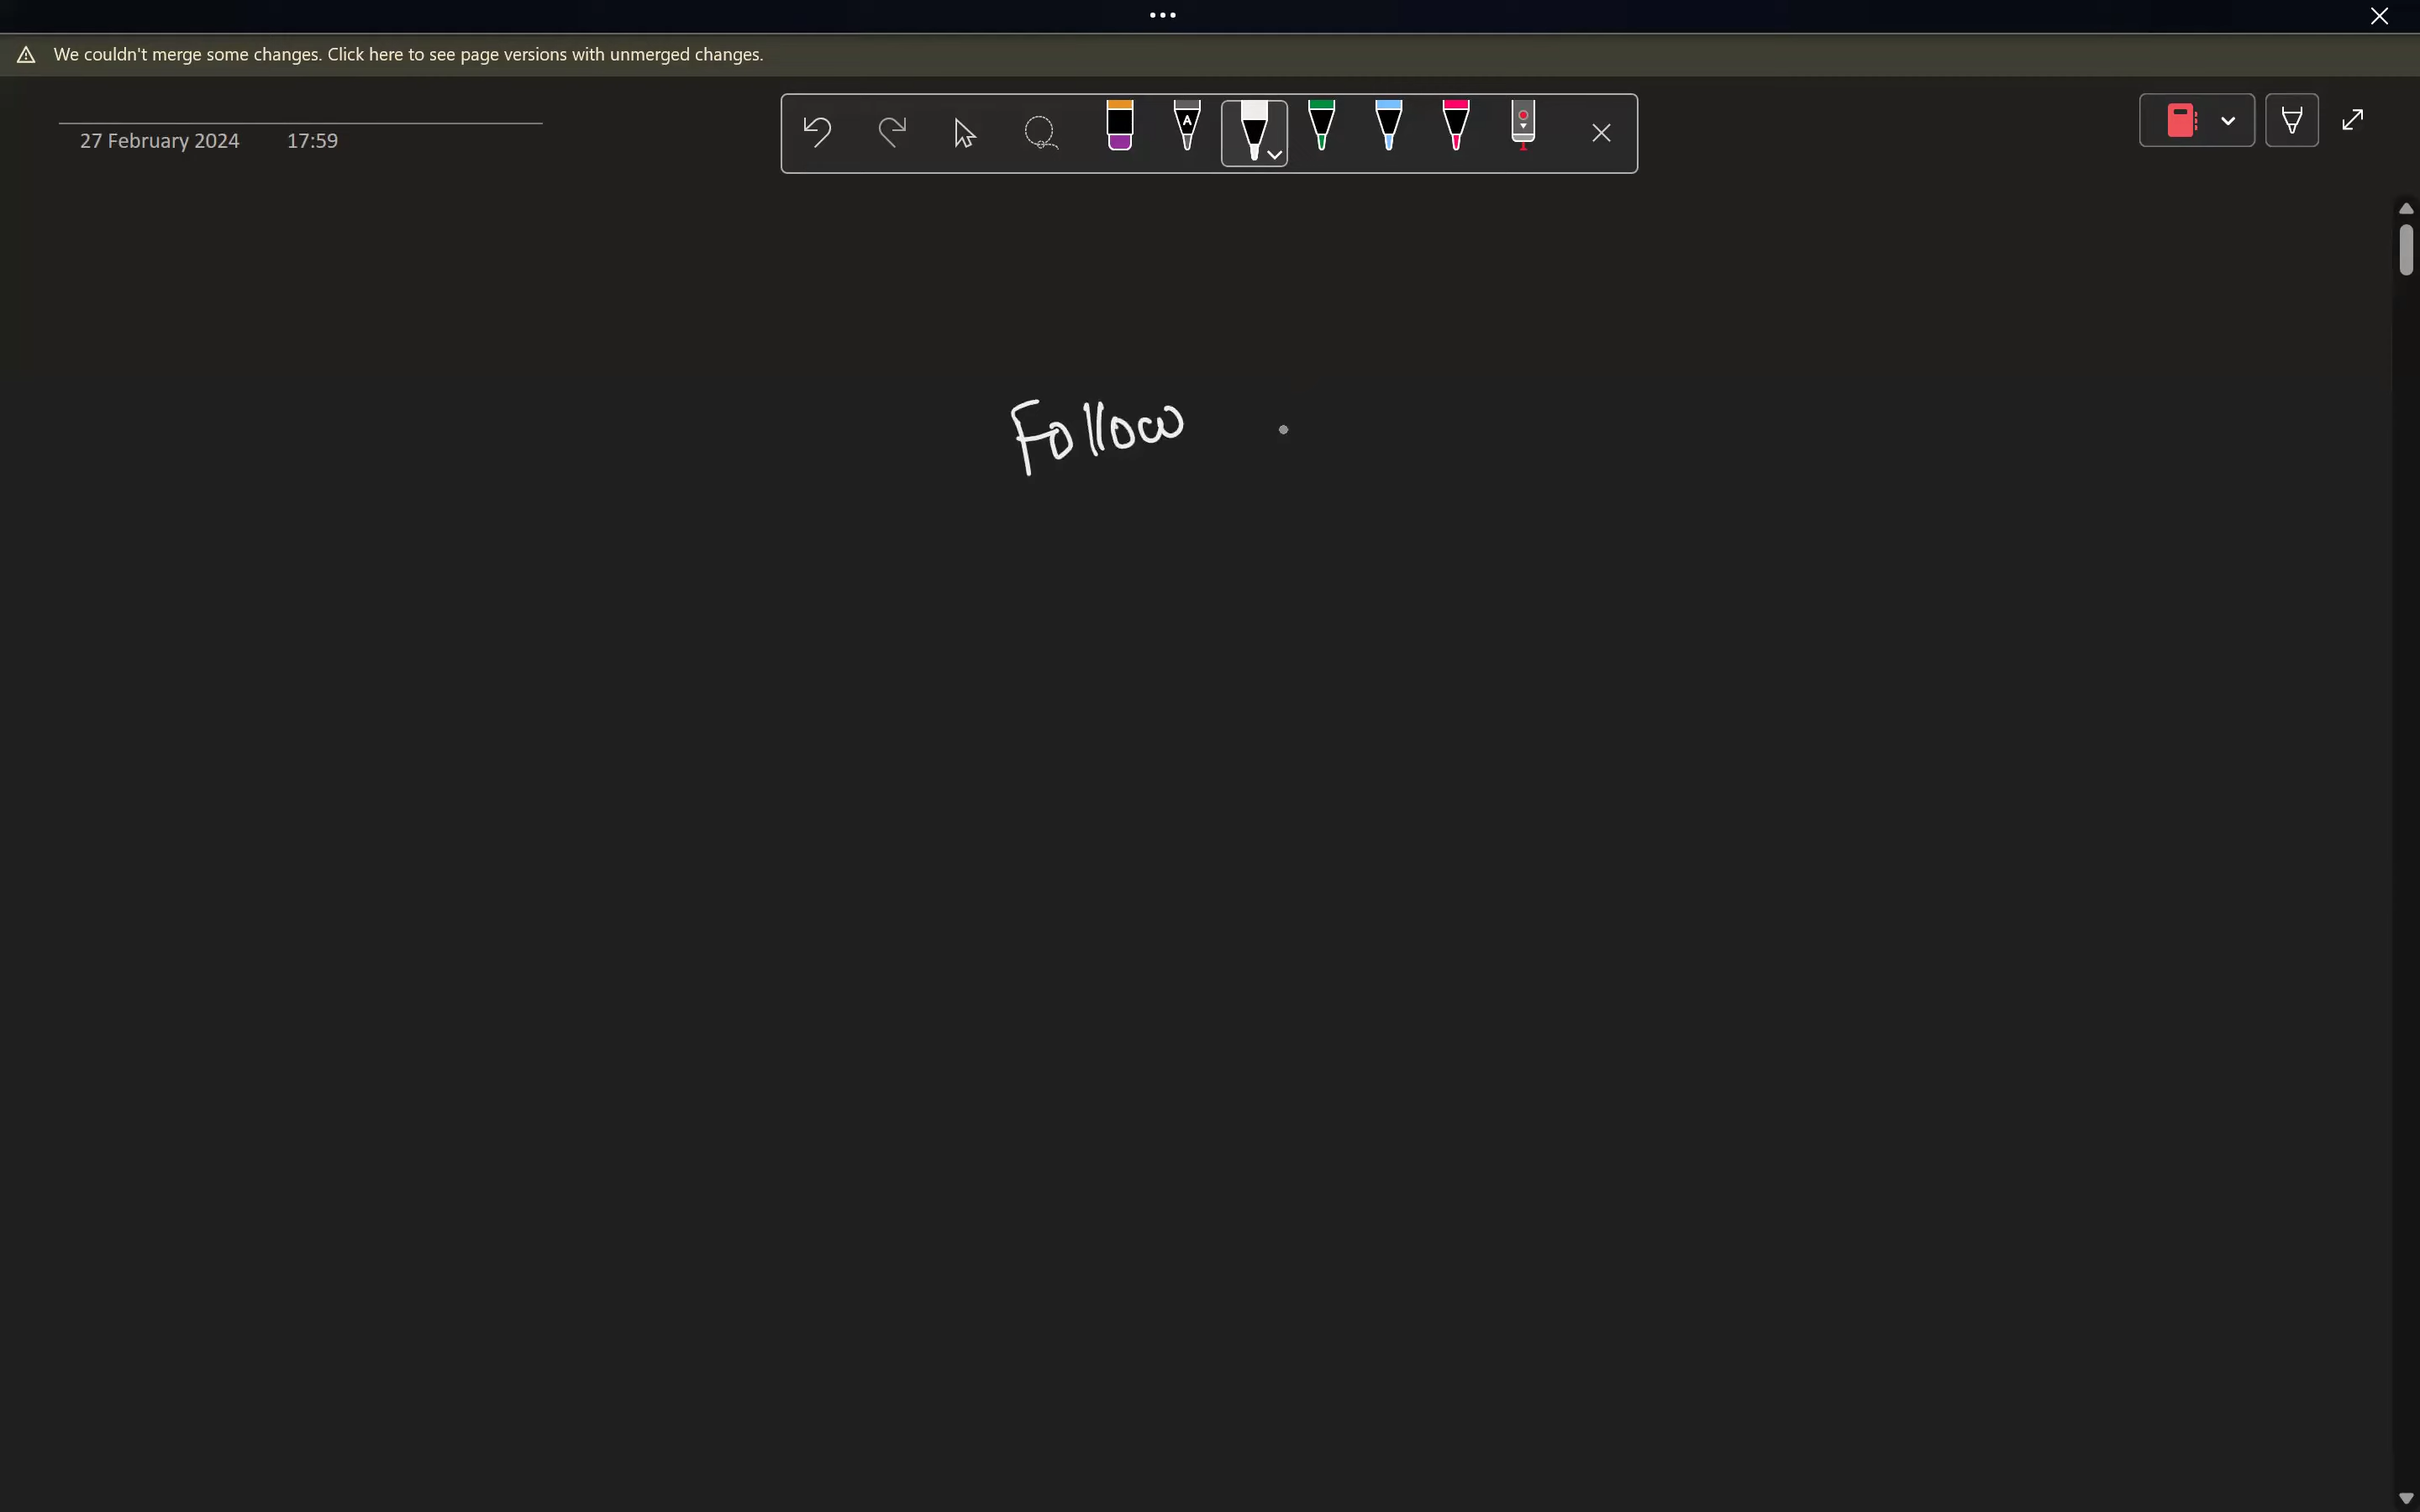 We couldn't merge some changes. Click here to see page versions with unmerged changes.
27 February 2024 17:59
A
Follow